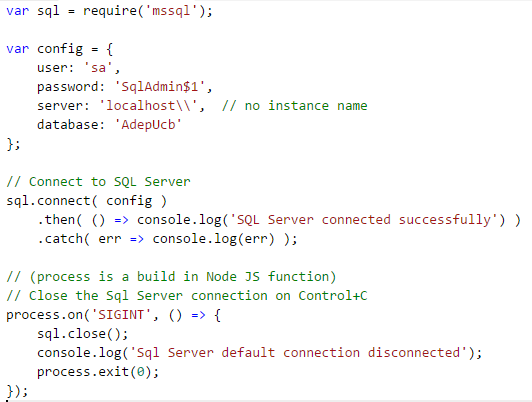 var sql = require('mssql');
var config = {
    user: 'sa',
    password: 'SqlAdmin$1',
    server: 'localhost\\',  // no instance name
    database: 'AdepUcb'
};
// Connect to SQL Server
sql.connect( config )
    .then( () => console.log('SQL Server connected successfully') )
    .catch( err => console.log(err) );
// (process is a build in Node JS function)
// Close the Sql Server connection on Control+C
process.on('SIGINT', () => {
    sql.close();
    console.log('Sql Server default connection disconnected');
    process.exit(0);
});